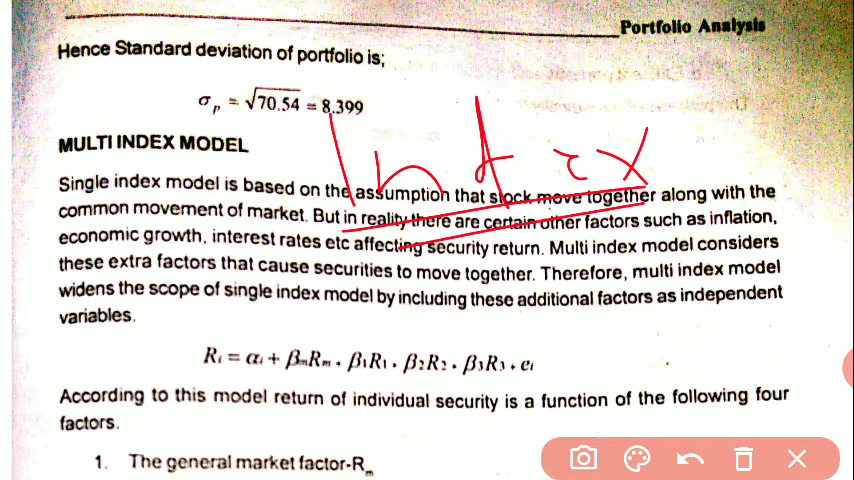 Portfolio Analysis
Hence Standard deviation of portfolio is;
σp = √70.54 = 8.399
MULTI INDEX MODEL
Index
Single index model is based on the assumption that stock move together along with the
common movement of market. But in reality there are certain other factors such as inflation,
economic growth, interest rates etc affecting security return. Multi index model considers
these extra factors that cause securities to move together. Therefore, multi index model
widens the scope of single index model by including these additional factors as independent
variables.
Ri = αi + βmRm . β1R1 . β2R2 . β3R3 + ei
According to this model return of individual security is a function of the following four
factors.
1. The general market factor-Rm